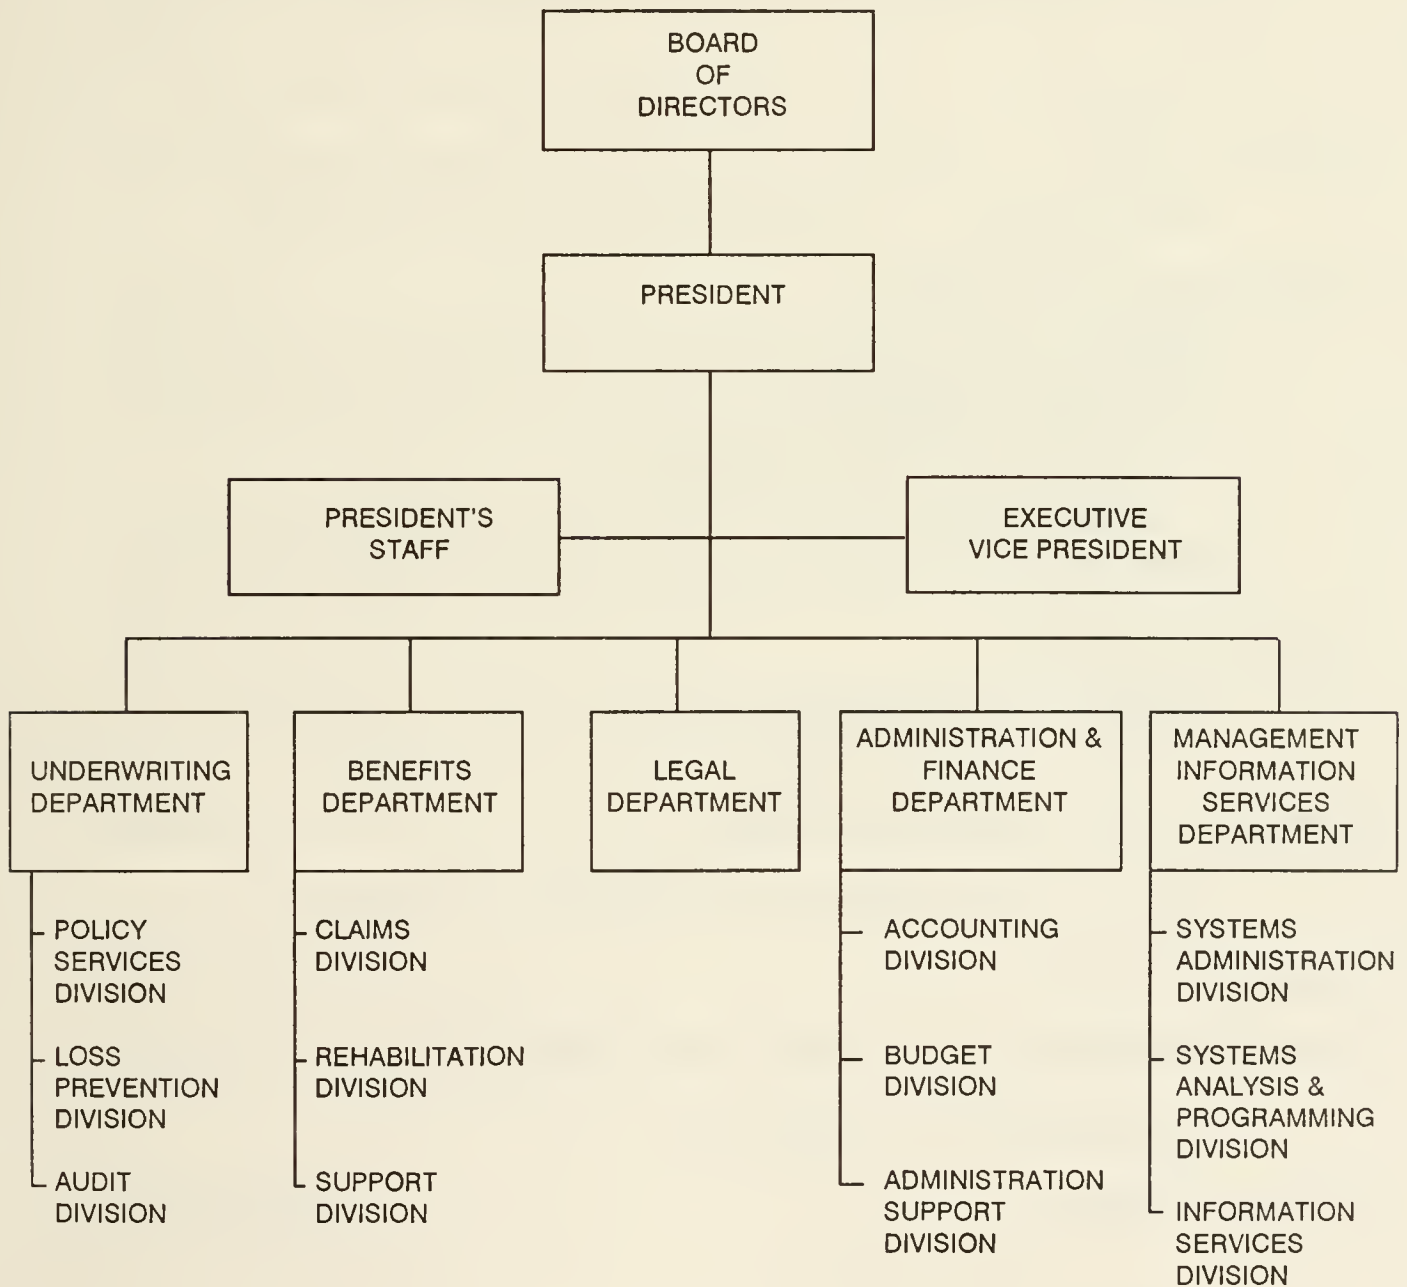 BOARD
OF
DIRECTORS
PRESIDENT
PRESIDENT'S
STAFF
EXECUTIVE
VICE PRESIDENT
UNDERWRITING
DEPARTMENT
BENEFITS
DEPARTMENT
LEGAL
DEPARTMENT
ADMINISTRATION &
FINANCE
DEPARTMENT
MANAGEMENT
INFORMATION
SERVICES
DEPARTMENT
POLICY
SERVICES
DIVISION
LOSS
PREVENTION
DIVISION
AUDIT
DIVISION
CLAIMS
DIVISION
REHABILITATION
DIVISION
SUPPORT
DIVISION
ACCOUNTING
DIVISION
BUDGET
DIVISION
ADMINISTRATION
SUPPORT
DIVISION
SYSTEMS
ADMINISTRATION
DIVISION
SYSTEMS
ANALYSIS &
PROGRAMMING
DIVISION
INFORMATION
SERVICES
DIVISION